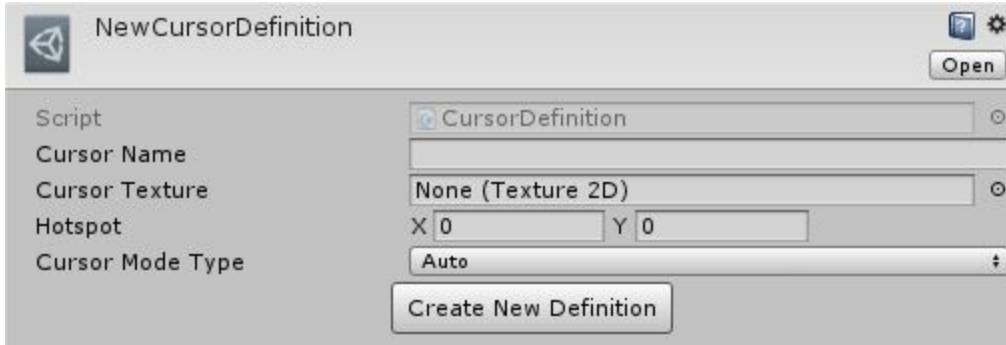 NewCursorDefinition
Open
Script CursorDefinition
Cursor Name
Cursor Texture None (Texture 2D)
Hotspot X 0 Y 0
Cursor Mode Type Auto
Create New Definition